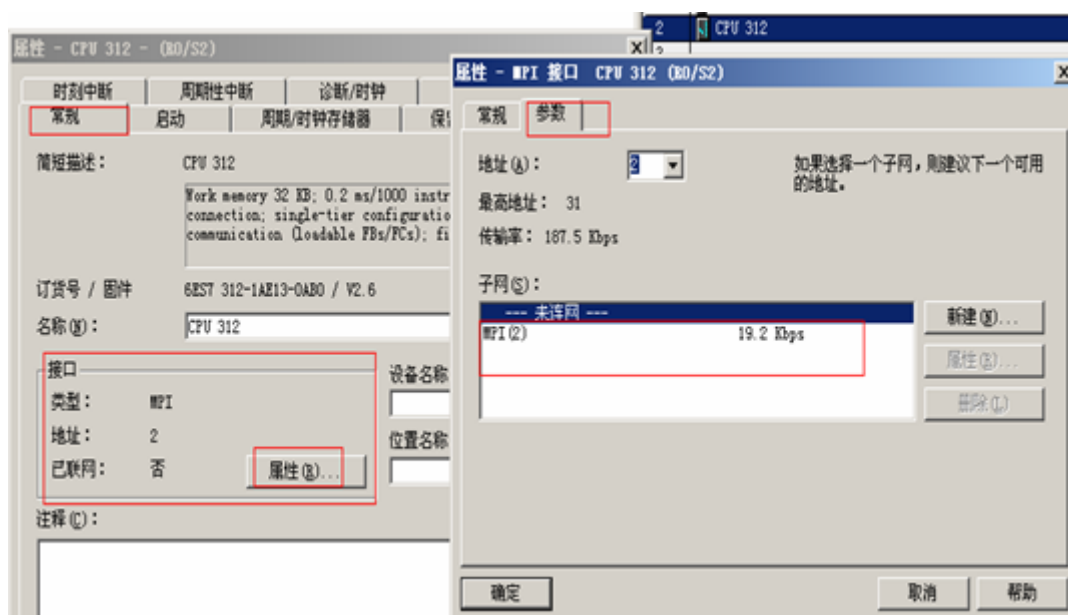 2 CPU 312
属性 - CPU 312 - (R0/S2)
时刻中断 周期性中断 诊断/时钟
常规 启动 周期/时钟存储器
简短描述： CPU 312
Work memory 32 KB; 0.2 ms/1000 instr
connection; single-tier configuratio
communication (loadable FBs/FCs); fi
订货号 / 固件 6ES7 312-1AE13-0AB0 / V2.6
名称(N)： CPU 312
接口
类型： MPI
地址： 2
已联网： 否 属性(R)...
设备名称
位置名称
注释(C)：
属性 - MPI 接口 CPU 312 (R0/S2)
常规 参数
地址(A)： 2
如果选择一个子网，则建议下一个可用
的地址。
最高地址： 31
传输率： 187.5 Kbps
子网(S)：
--- 未连网 ---
MPI(2) 19.2 Kbps
新建(N)...
属性(R)...
删除(L)
确定 取消 帮助